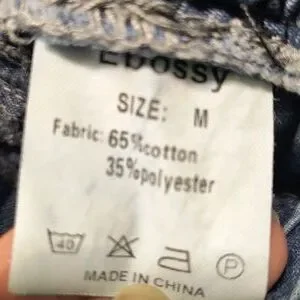 Ebossy
SIZE: M
Fabric: 65%cotton
35%polyester
40 P
MADE IN CHINA